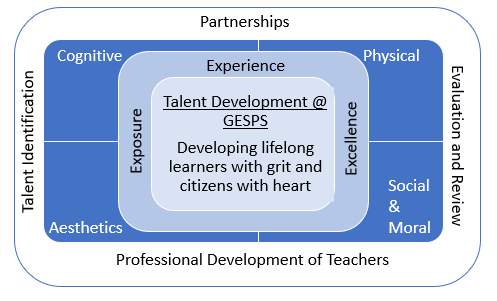 Partnerships
Cognitive
Physical
Experience
Talent Identification
Exposure
Talent Development @
GESPS
Developing lifelong
learners with grit and
citizens with heart
Excellence
Evaluation and Review
Aesthetics
Social
&
Moral
Professional Development of Teachers